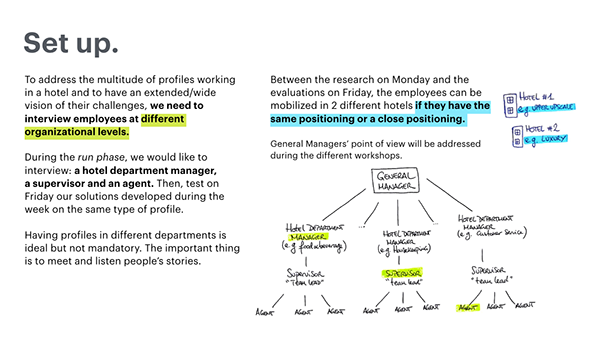 Set up.
To address the multitude of profiles working
in a hotel and to have an extended/wide
vision of their challenges, we need to
interview employees at different
organizational levels.
During the run phase, we would like to
interview: a hotel department manager,
a supervisor and an agent. Then, test on
Friday our solutions developed during the
week on the same type of profile.
Having profiles in different departments is
ideal but not mandatory. The important thing
is to meet and listen people's stories.
Between the research on Monday and the
evaluations on Friday, the employees can be
mobilized in 2 different hotels if they have the
same positioning or a close positioning.
General Managers' point of view will be addressed
during the different workshops.
HOTEL #1
e.g. UPPER UPSCALE
HOTEL #2
e.g. LUXURY
GENERAL
MANAGER
HOTEL DEPARTMENT
MANAGER
(e.g. food & beverage)
HOTEL DEPARTMENT
MANAGER
(e.g. Housekeeping)
HOTEL DEPARTMENT
MANAGER
(e.g. Customer Service)
SUPERVISOR
"Team lead"
SUPERVISOR
"team lead"
SUPERVISOR
"team lead"
AGENT AGENT AGENT AGENT AGENT AGENT AGENT AGENT AGENT